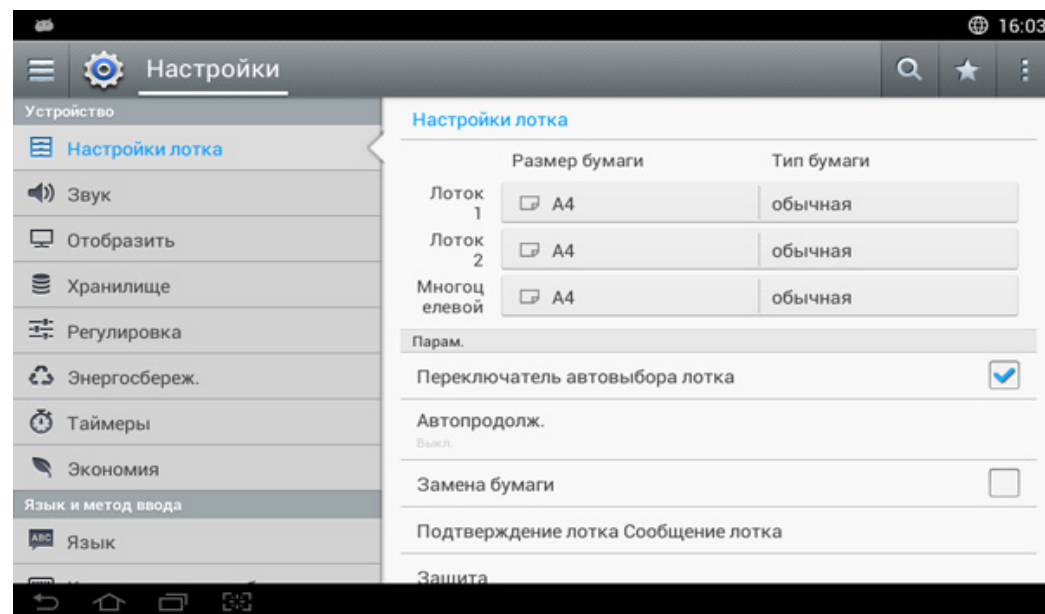 16:03
Настройки
Устройство
Настройки лотка
Звук
Отобразить
Хранилище
Регулировка
Энергосбереж.
Таймеры
Экономия
Язык и метод ввода
ABC
Язык
Настройки лотка
Размер бумаги Тип бумаги
Лоток
1
A4 обычная
Лоток
2
A4 обычная
Многоц
елевой
A4 обычная
Парам.
Переключатель автовыбора лотка
Автопродолж.
Выкл.
Замена бумаги
Подтверждение лотка Сообщение лотка
Защита